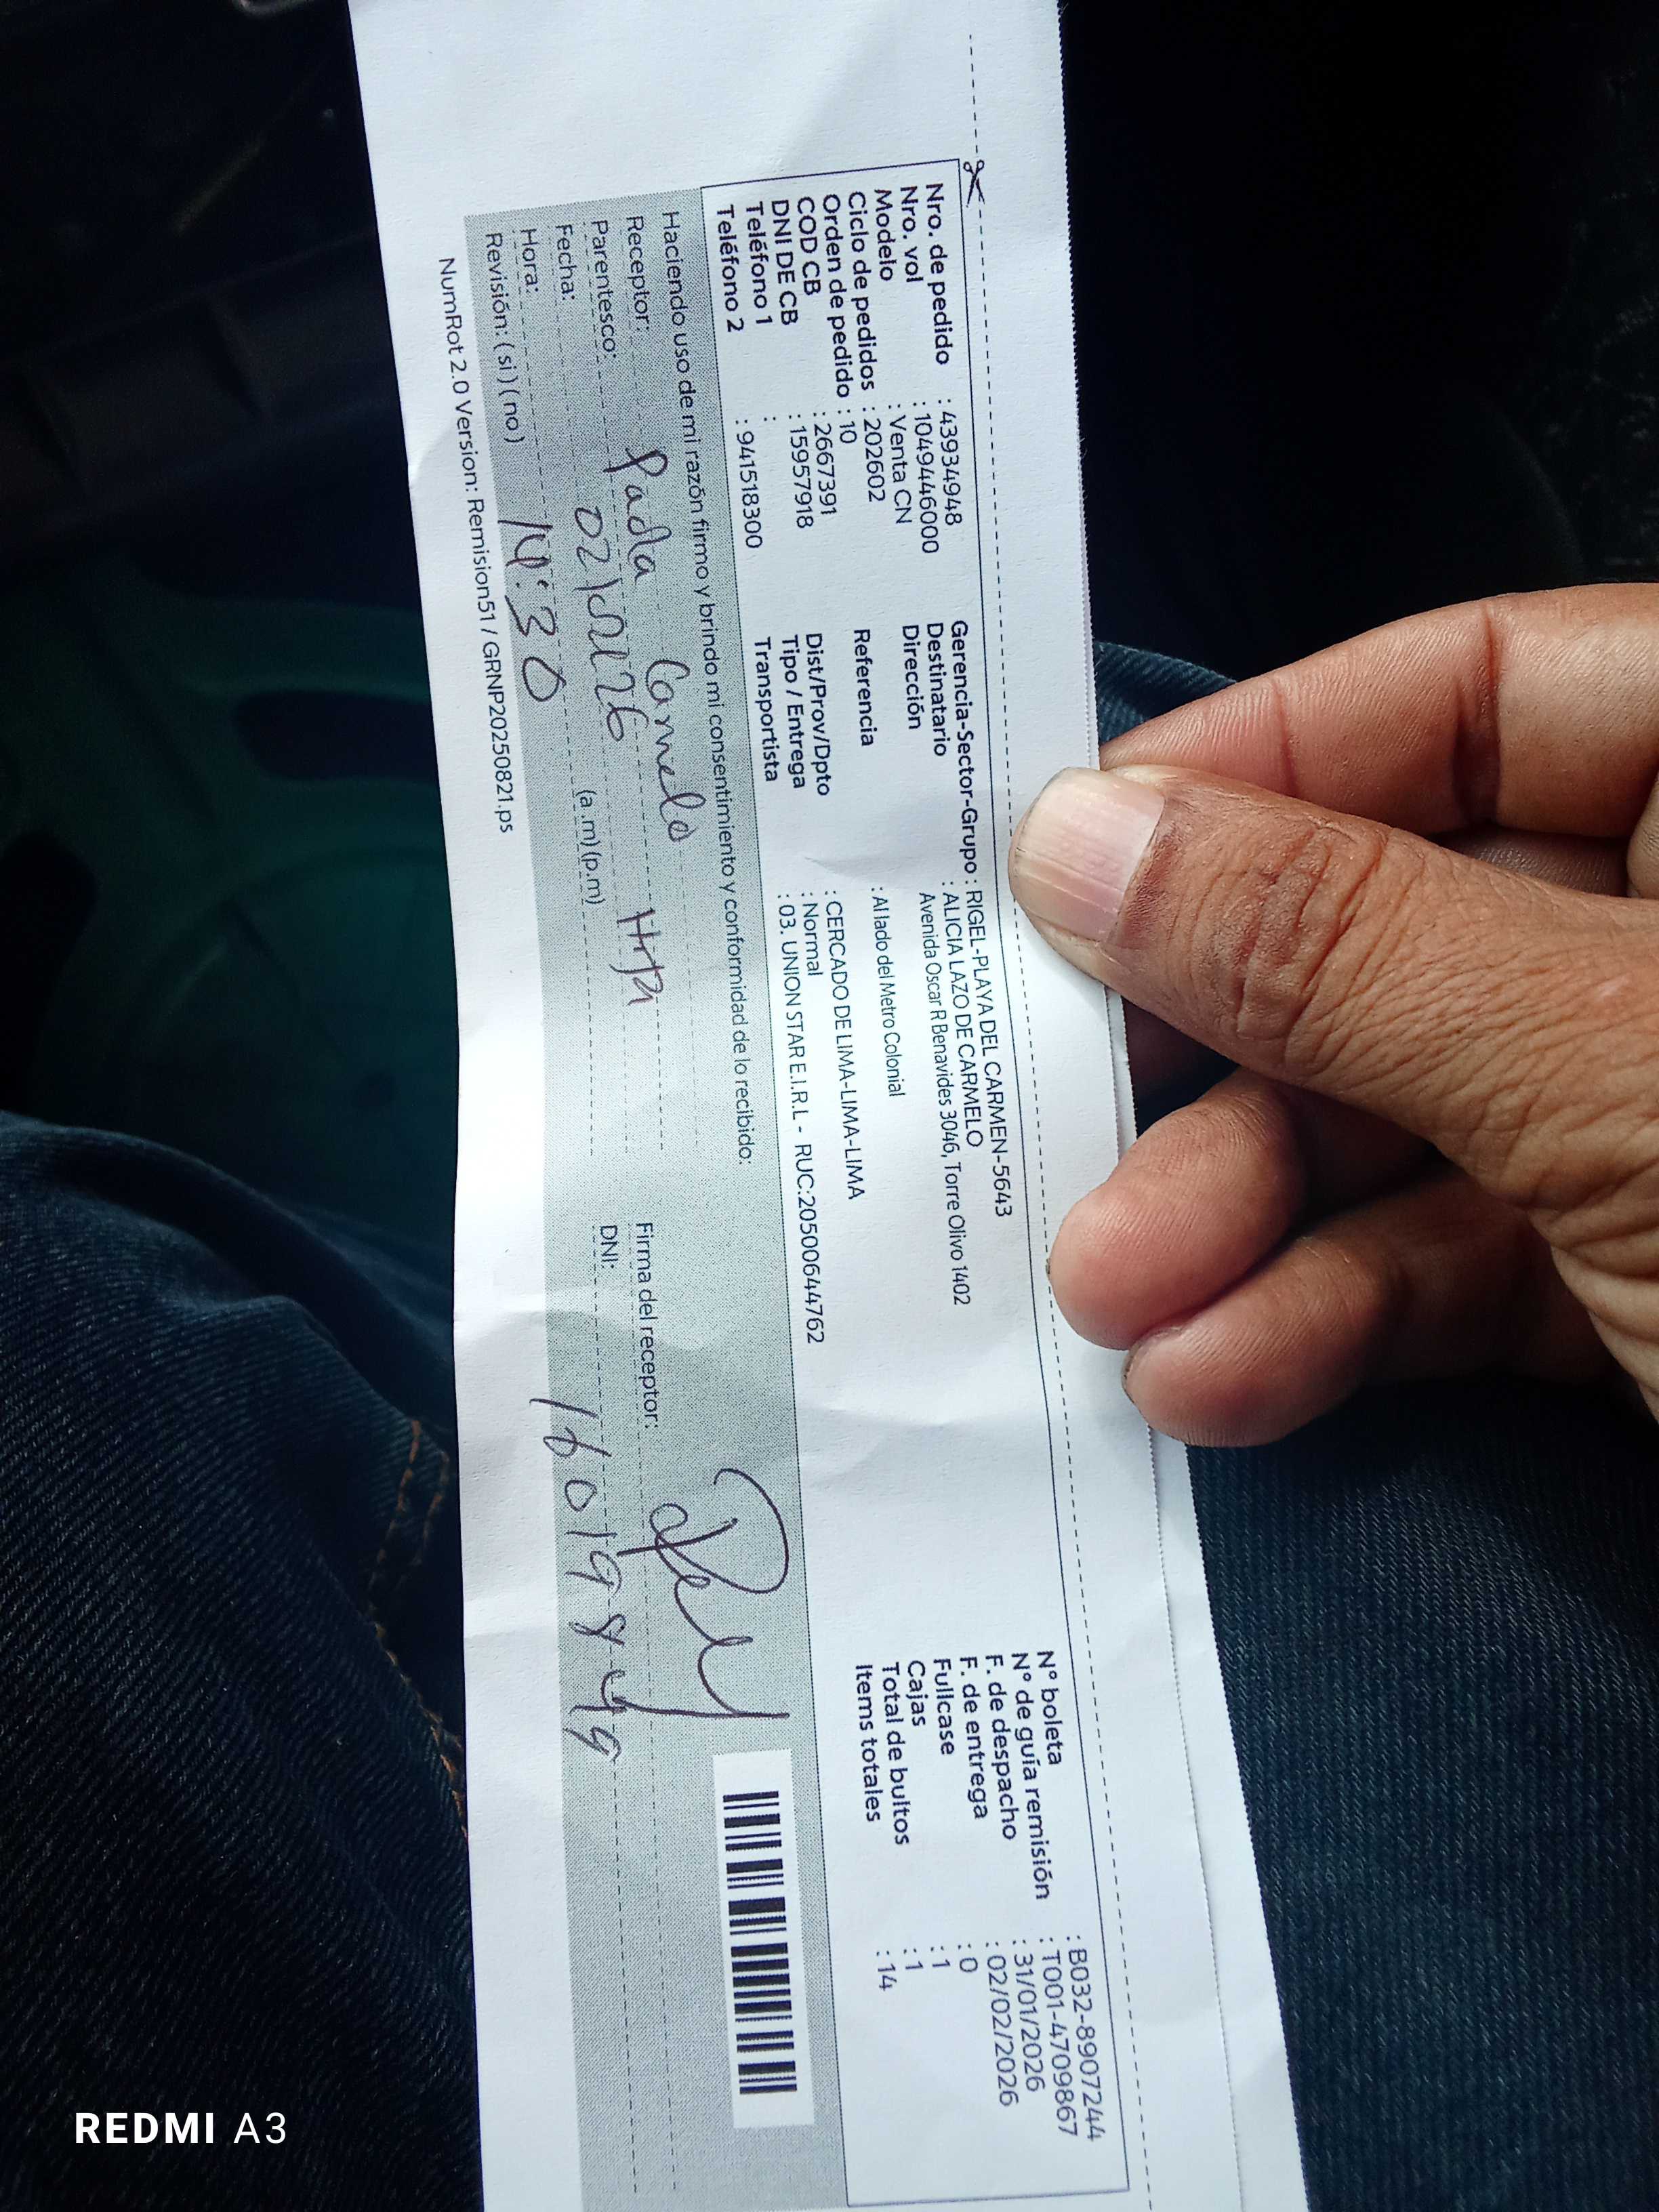 Nro. de pedido : 43934948
Nro. vol : 1049446000
Modelo : Venta CN
Ciclo de pedidos : 202602
Orden de pedido : 10
COD CB : 26667391
DNI DE CB : 15957918
Teléfono 1 :
Teléfono 2 : 941518300
Gerencia-Sector-Grupo : RIGEL-PLAYA DEL CARMEN-5643
Destinatario : ALICIA LAZO DE CARMELO
Dirección Avenida Oscar R Benavides 3046, Torre Olivo 1402
Referencia : Al lado del Metro Colonial
Dist/Prov/Dpto : CERCADO DE LIMA-LIMA-LIMA
Tipo / Entrega : Normal
Transportista : 03. UNION STAR E.I.R.L - RUC:20500644762
N° boleta : B032-8907244
N° de guía remisión : T001-4709867
F. de despacho : 31/01/2026
F. de entrega : 02/02/2026
Fullcase : 0
Cajas : 1
Total de bultos : 1
Items totales : 14
Haciendo uso de mi razón firmo y brindo mi consentimiento y conformidad de lo recibido:
Receptor: Paola Carmelo
Parentesco: Hija
Fecha: 02/02/26
Hora: 14:30 (a.m) (p.m)
Revisión: ( si ) ( no )
Firma del receptor:
DNI:
NumRot 2.0 Version: Remision51 / GRNP20250821.ps
REDMI A3